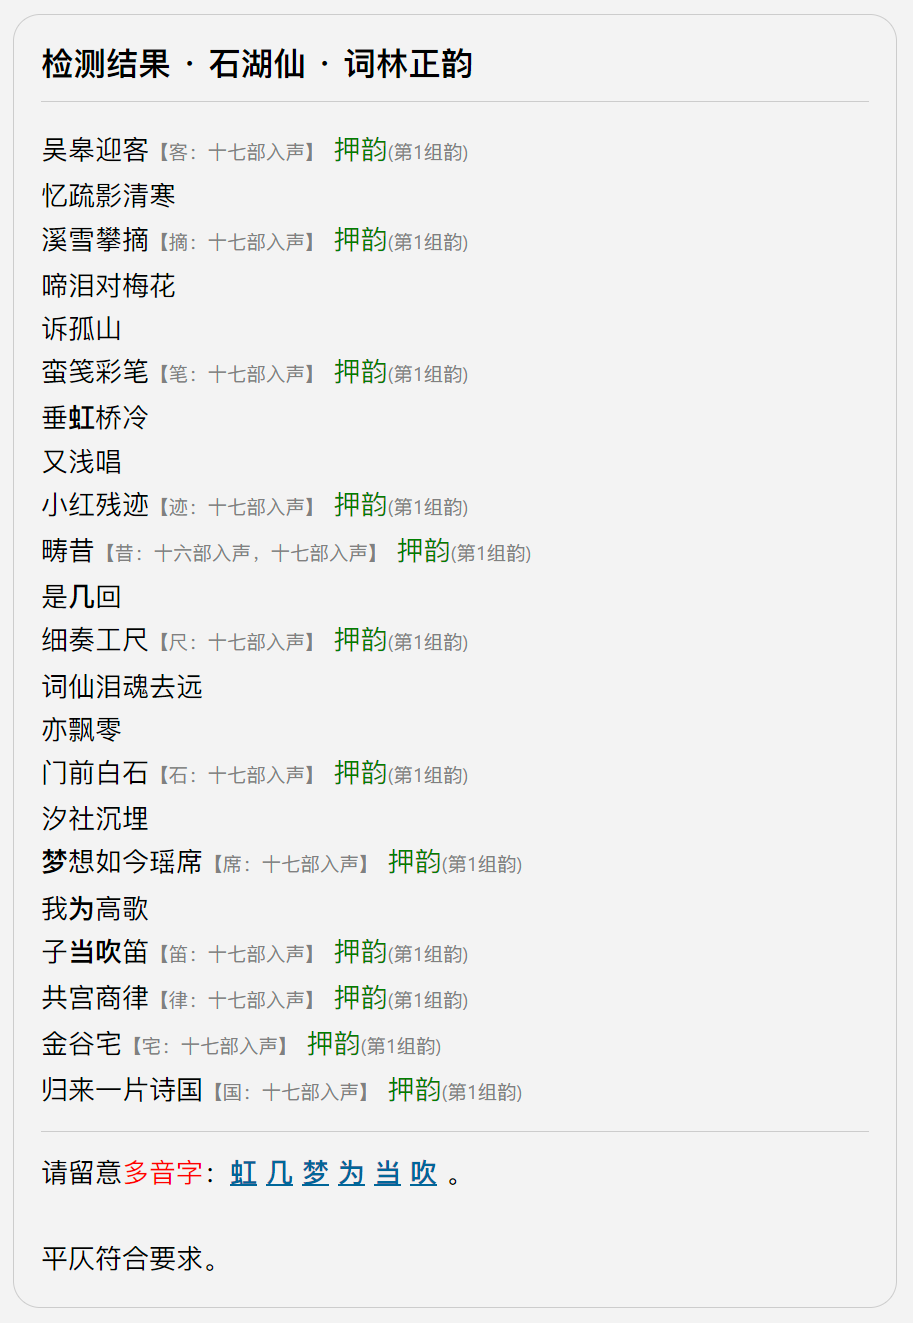 检测结果 · 石湖仙 · 词林正韵
吴皋迎客【客：十七部入声】 押韵(第1组韵)
忆疏影清寒
溪雪攀摘【摘：十七部入声】 押韵(第1组韵)
啼泪对梅花
诉孤山
蛮笺彩笔【笔：十七部入声】 押韵(第1组韵)
垂虹桥冷
又浅唱
小红残迹【迹：十七部入声】 押韵(第1组韵)
畴昔【昔：十六部入声，十七部入声】 押韵(第1组韵)
是几回
细奏工尺【尺：十七部入声】 押韵(第1组韵)
词仙泪魂去远
亦飘零
门前白石【石：十七部入声】 押韵(第1组韵)
汐社沉埋
梦想如今瑶席【席：十七部入声】 押韵(第1组韵)
我为高歌
子当吹笛【笛：十七部入声】 押韵(第1组韵)
共宫商律【律：十七部入声】 押韵(第1组韵)
金谷宅【宅：十七部入声】 押韵(第1组韵)
归来一片诗国【国：十七部入声】 押韵(第1组韵)
请留意多音字：虹 几 梦 为 当 吹 。
平仄符合要求。